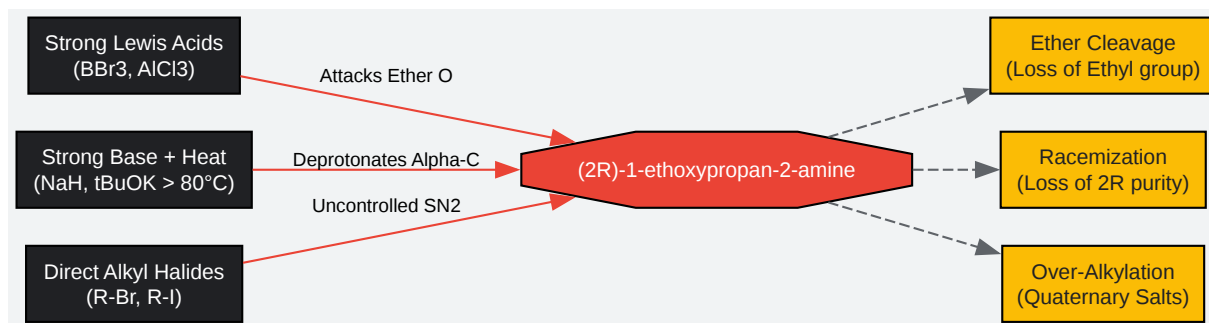 Strong Lewis Acids
(BBr3, AlCl3)
Attacks Ether O
Ether Cleavage
(Loss of Ethyl group)
Strong Base + Heat
(NaH, tBuOK > 80°C)
Deprotonates Alpha-C
(2R)-1-ethoxypropan-2-amine
Racemization
(Loss of 2R purity)
Uncontrolled SN2
Direct Alkyl Halides
(R-Br, R-I)
Over-Alkylation
(Quaternary Salts)